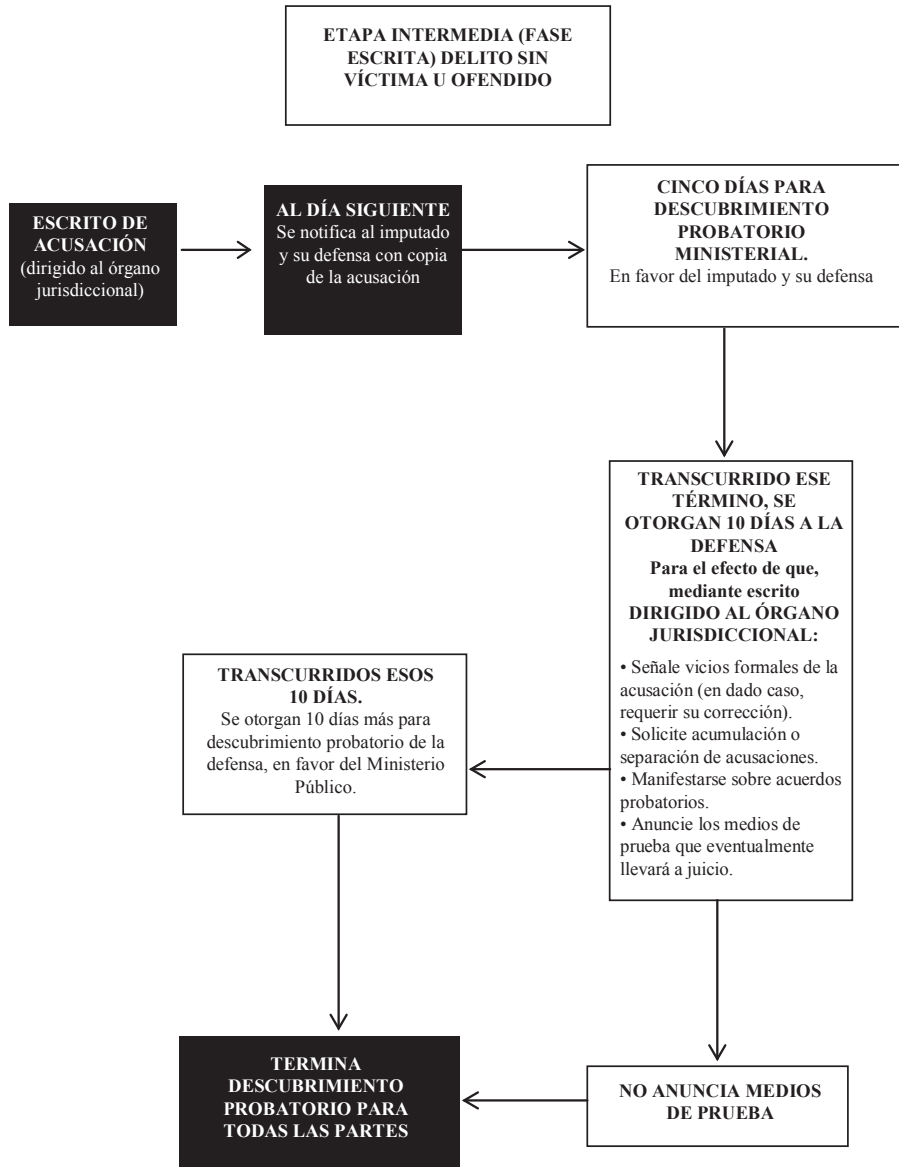 ETAPA INTERMEDIA (FASE
ESCRITA) DELITO SIN
VÍCTIMA U OFENDIDO
ESCRITO DE
ACUSACIÓN
(dirigido al órgano
jurisdiccional)
AL DÍA SIGUIENTE
Se notifica al imputado
y su defensa con copia
de la acusación
CINCO DÍAS PARA
DESCUBRIMIENTO
PROBATORIO
MINISTERIAL.
En favor del imputado y su defensa
TRANSCURRIDO ESE
TÉRMINO, SE
OTORGAN 10 DÍAS A LA
DEFENSA
Para el efecto de que,
mediante escrito
DIRIGIDO AL ÓRGANO
JURISDICCIONAL:
• Señale vicios formales de la
acusación (en dado caso,
requerir su corrección).
• Solicite acumulación o
separación de acusaciones.
• Manifestarse sobre acuerdos
probatorios.
• Anuncie los medios de
prueba que eventualmente
llevará a juicio.
TRANSCURRIDOS ESOS
10 DÍAS.
Se otorgan 10 días más para
descubrimiento probatorio de la
defensa, en favor del Ministerio
Público.
TERMINA
DESCUBRIMIENTO
PROBATORIO PARA
TODAS LAS PARTES
NO ANUNCIA MEDIOS
DE PRUEBA